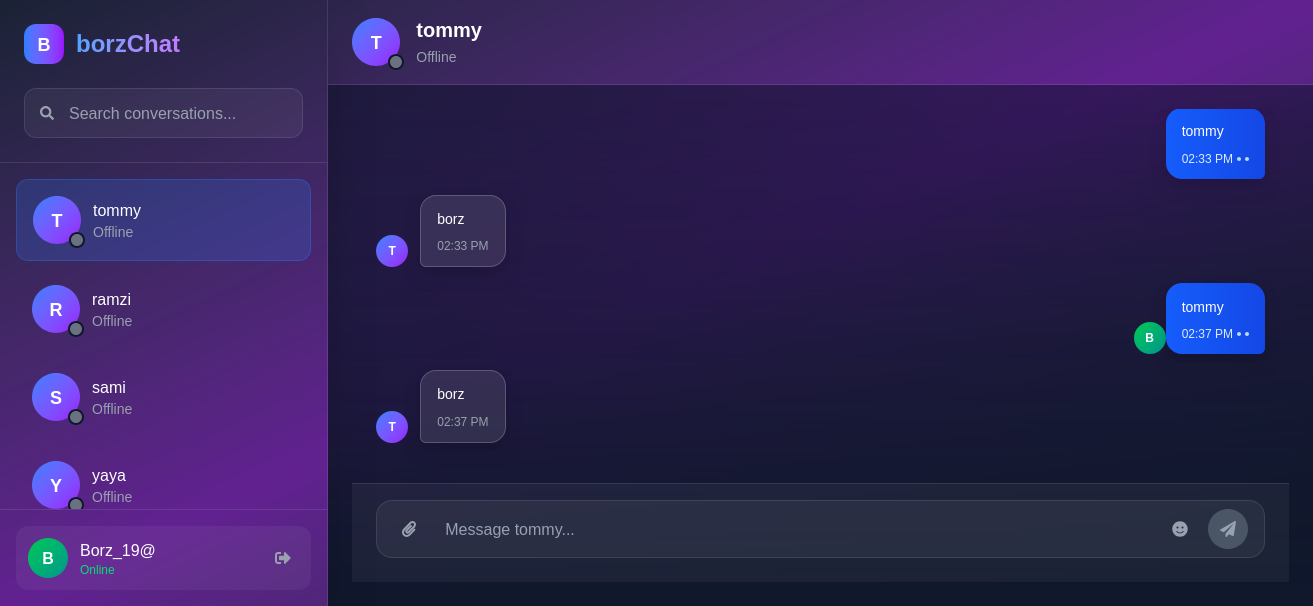 B borzChat
Search conversations...
T tommy
Offline
R ramzi
Offline
S sami
Offline
Y yaya
Offline
B Borz_19@
Online
T tommy
Offline
tommy
02:33 PM
borz
T 02:33 PM
tommy
B 02:37 PM
borz
T 02:37 PM
Message tommy...